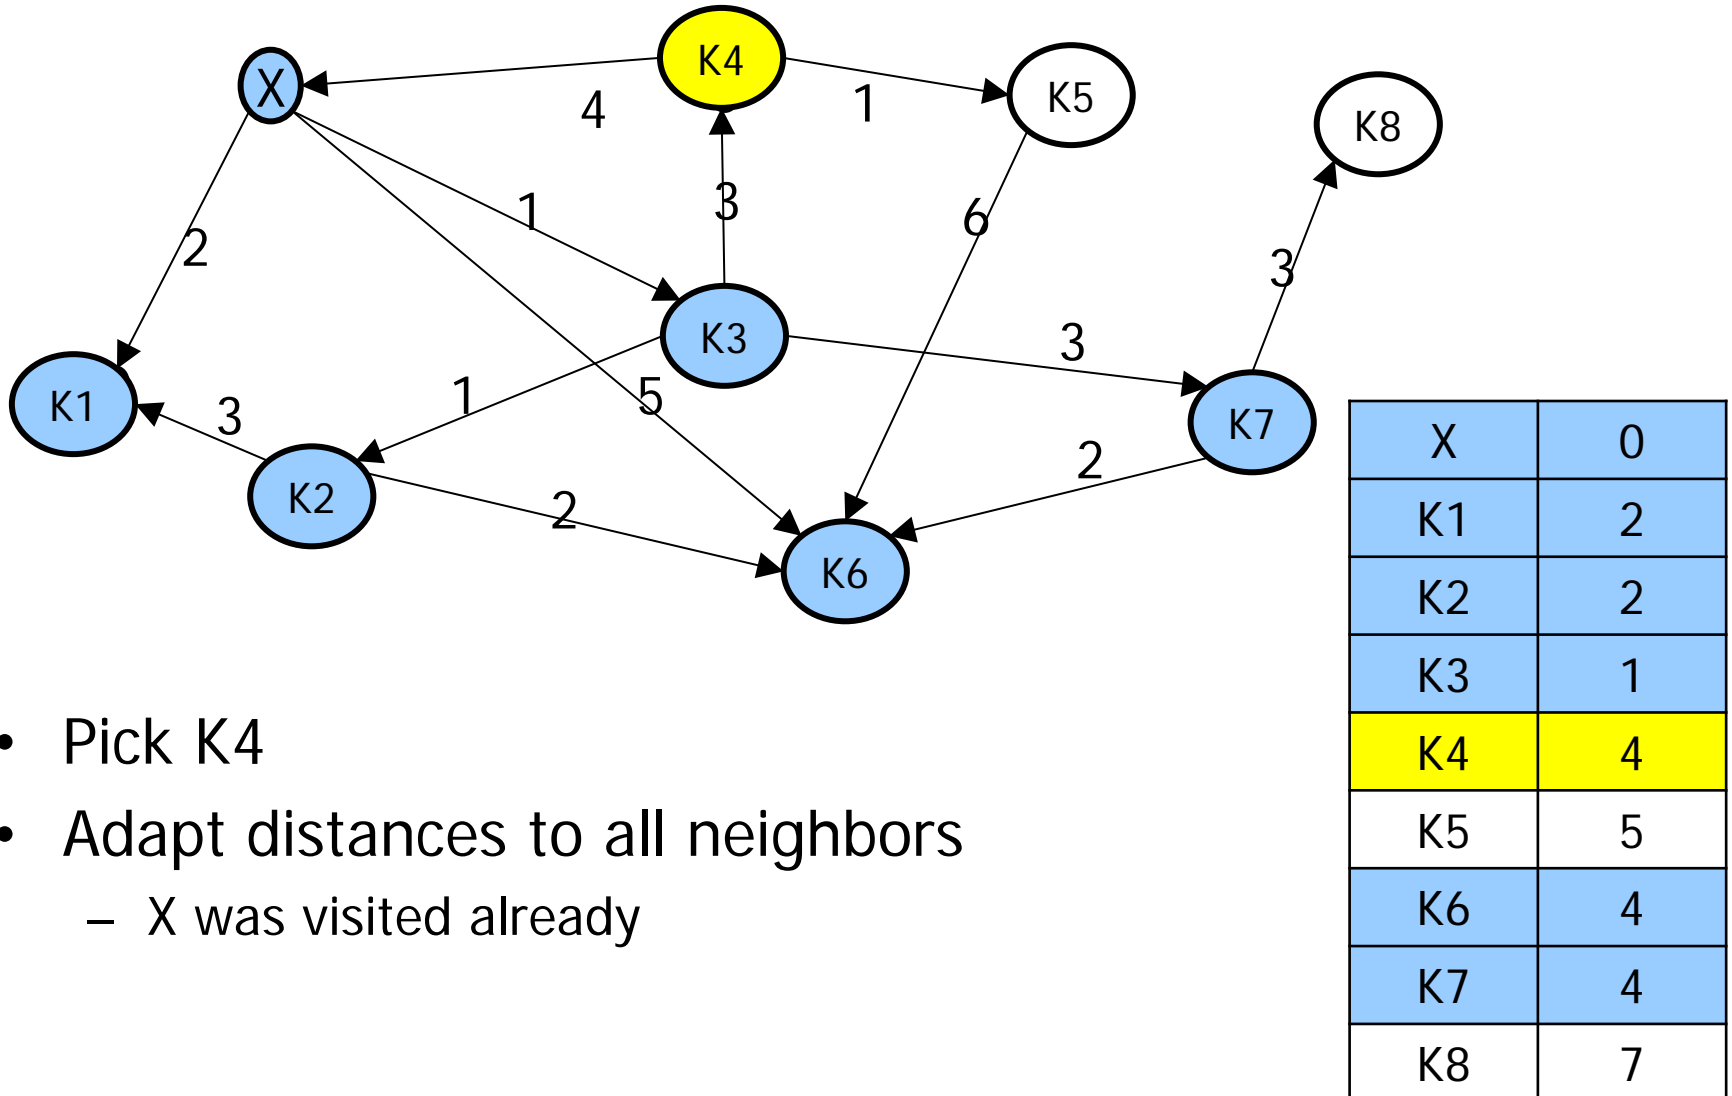 X
K4
K5
K8
4
1
1
3
6
2
3
K3
3
K1
3
1
5
K7
K2
2
2
K6
X 0
K1 2
K2 2
K3 1
K4 4
K5 5
K6 4
K7 4
K8 7
• Pick K4
• Adapt distances to all neighbors
– X was visited already